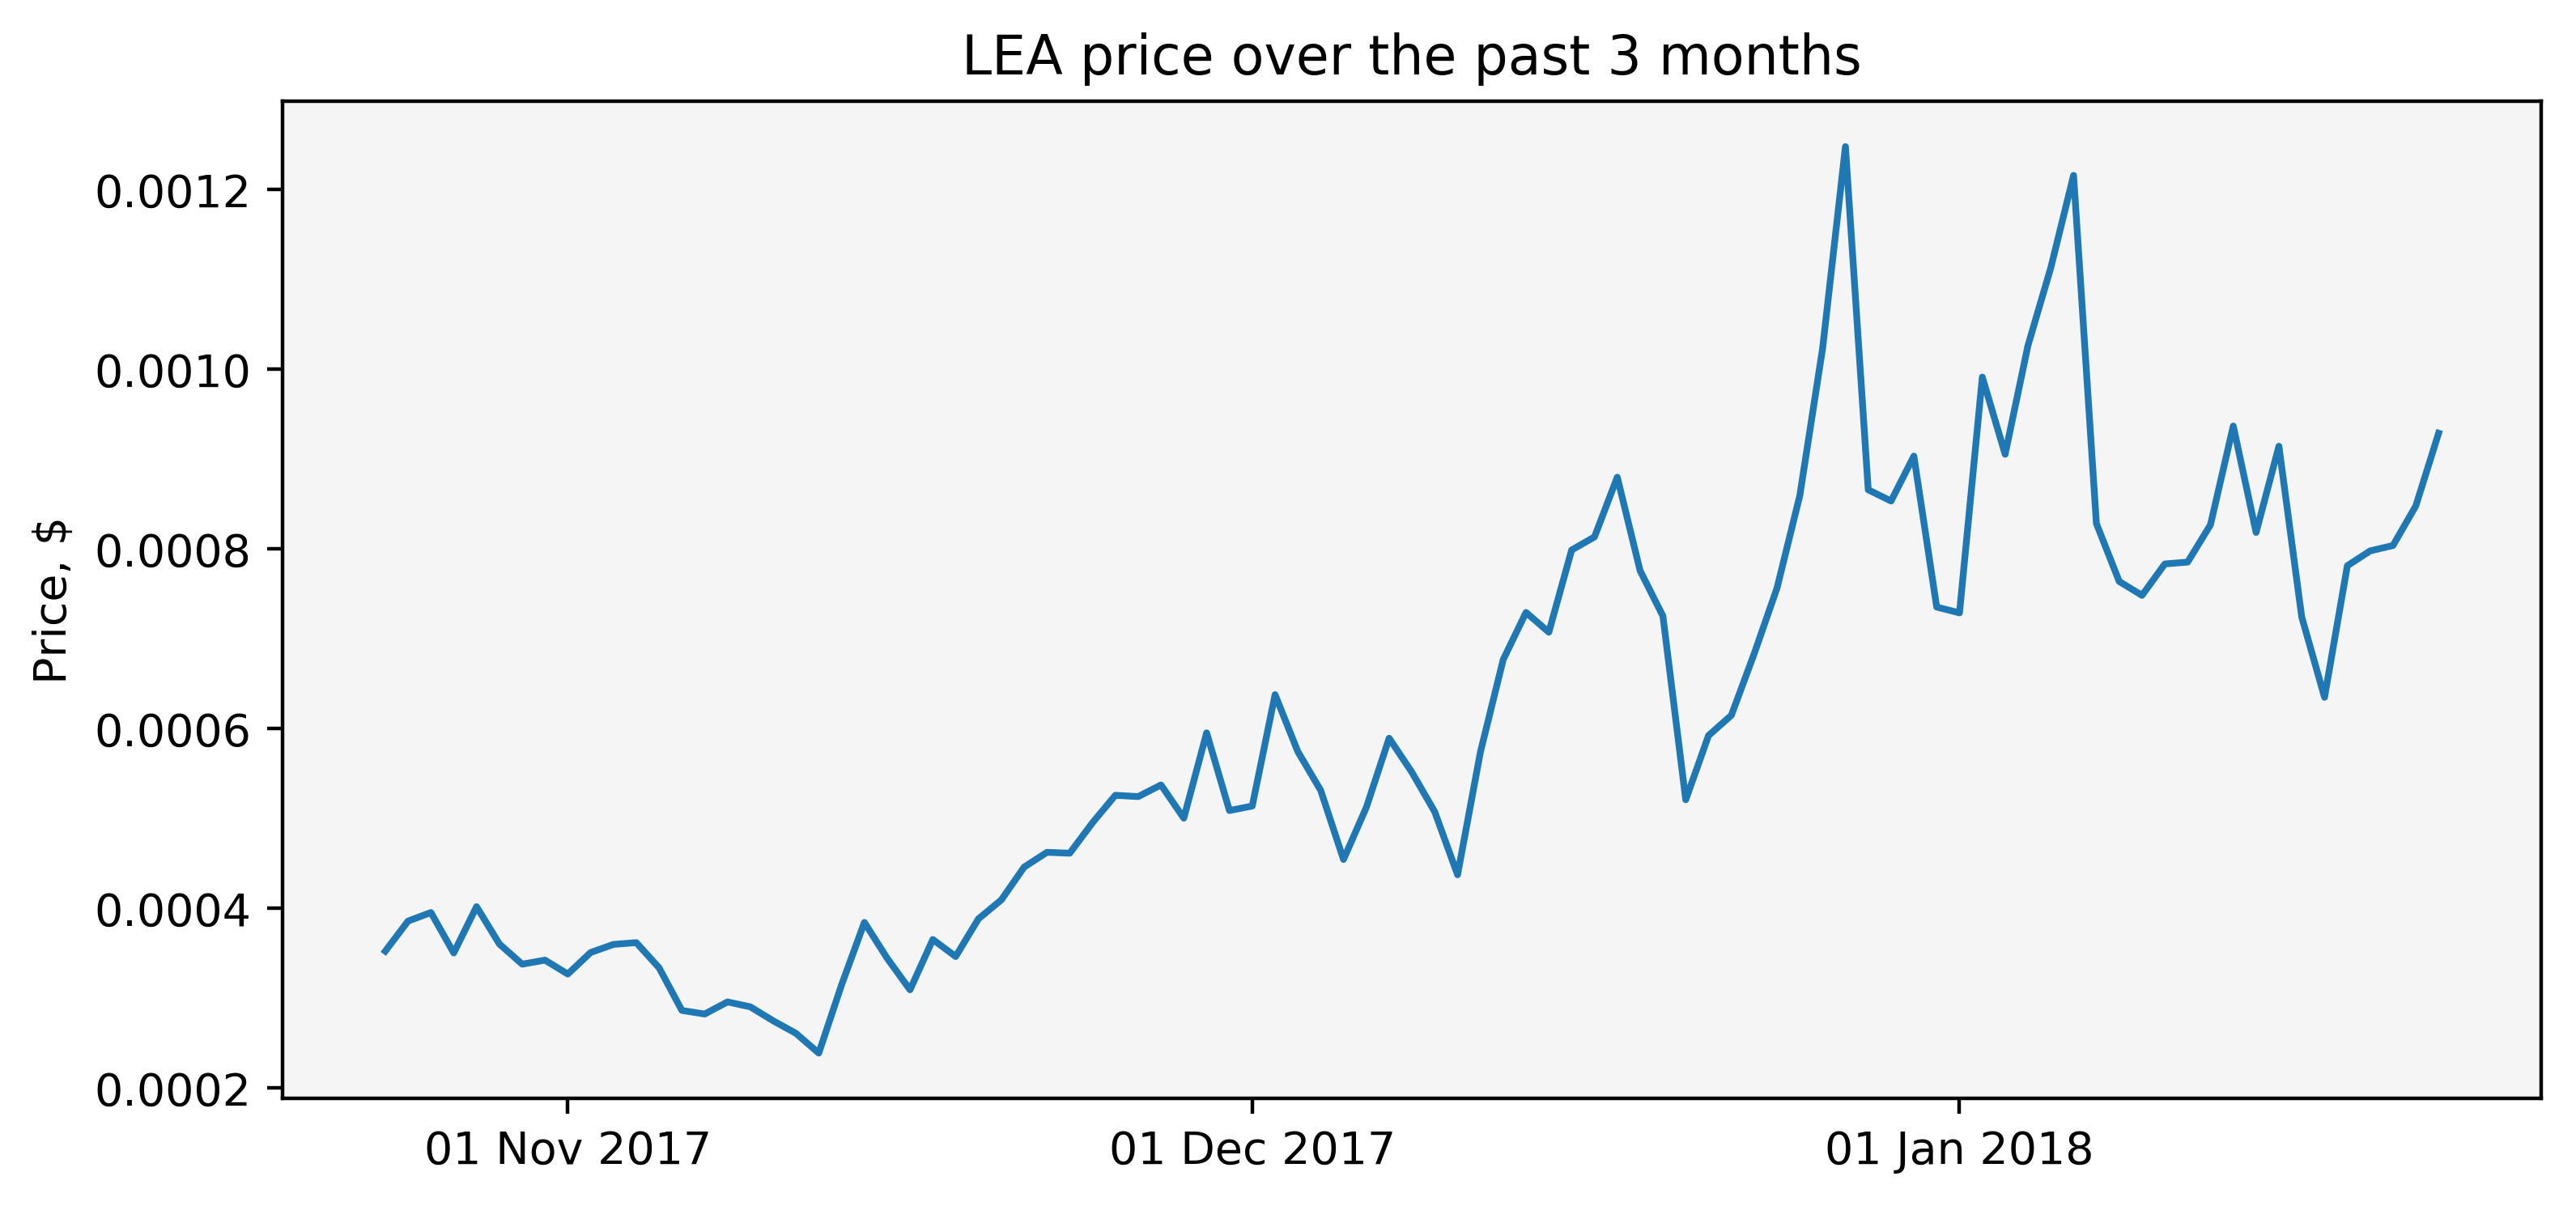 LEA price over the past 3 months
Price, $
0.0012
0.0010
0.0008
0.0006
0.0004
0.0002
01 Nov 2017
01 Dec 2017
01 Jan 2018